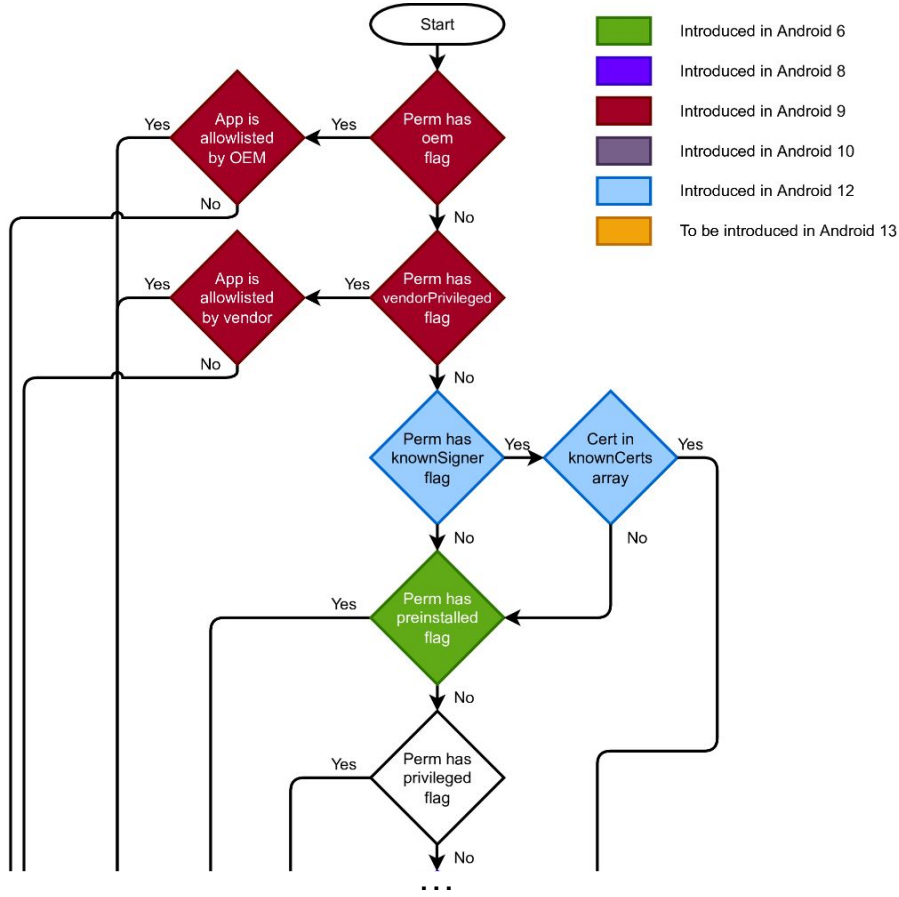 Start
Introduced in Android 6
Introduced in Android 8
Introduced in Android 9
Introduced in Android 10
Introduced in Android 12
To be introduced in Android 13
Yes
App is
allowlisted
by OEM
Yes
Perm has
oem
flag
No
No
Yes
App is
allowlisted
by vendor
Yes
Perm has
vendorPrivileged
flag
No
No
Perm has
knownSigner
flag
Yes
Cert in
knownCerts
array
Yes
No
No
Yes
Perm has
preinstalled
flag
No
Yes
Perm has
privileged
flag
No
...